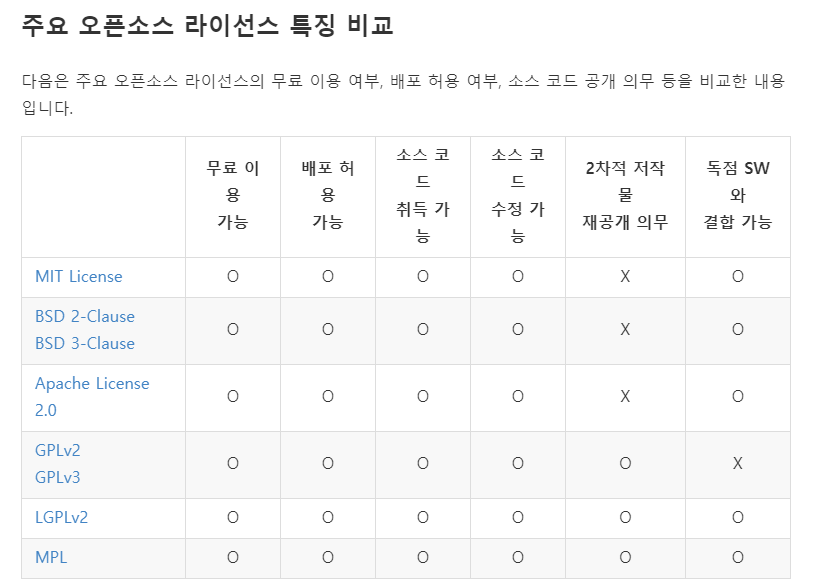 주요 오픈소스 라이선스 특징 비교
다음은 주요 오픈소스 라이선스의 무료 이용 여부, 배포 허용 여부, 소스 코드 공개 의무 등을 비교한 내용
입니다.
무료 이용 가능 배포 허용 가능 소스 코드 취득 가능 소스 코드 수정 가능 2차적 저작물 재공개 의무 독점 SW와 결합 가능
MIT License O O O O X O
BSD 2-Clause
BSD 3-Clause O O O O X O
Apache License
2.0 O O O O X O
GPLv2
GPLv3 O O O O O X
LGPLv2 O O O O O O
MPL O O O O O O